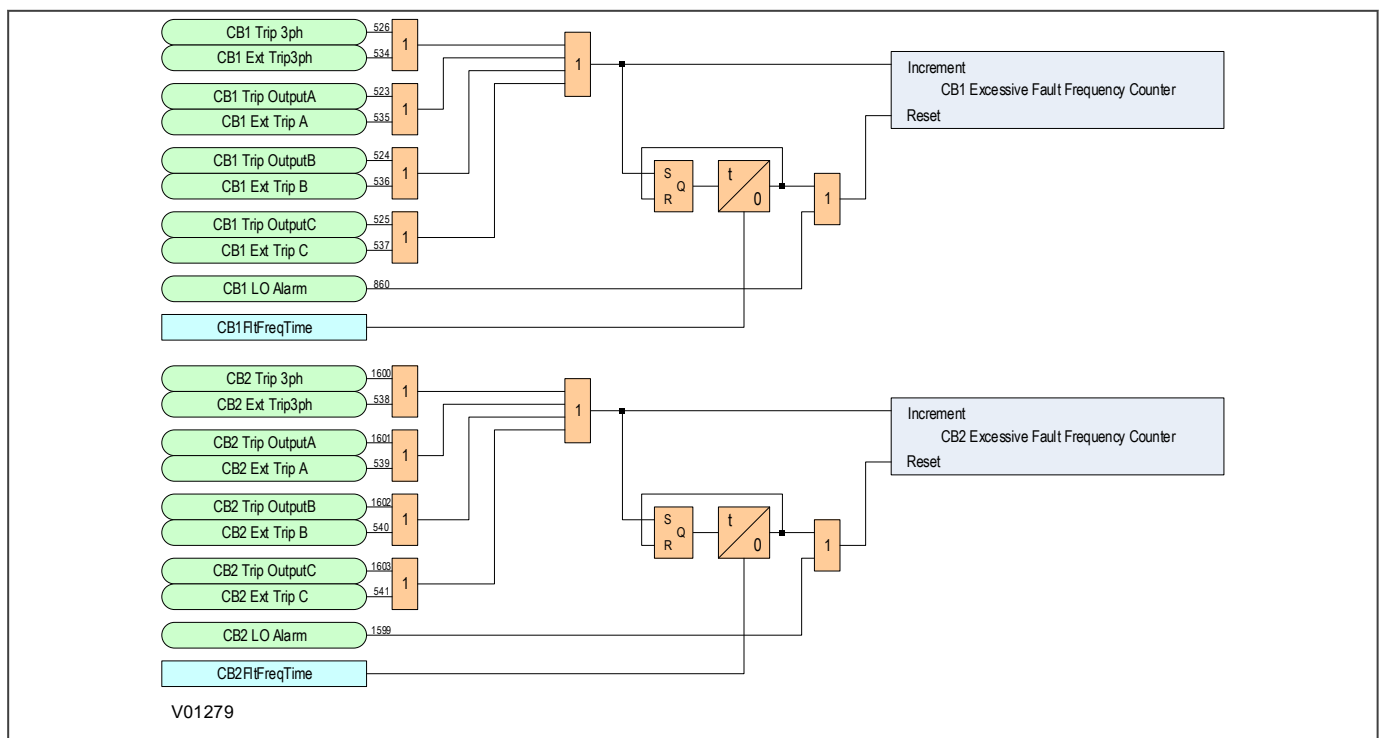 CB1 Trip 3ph
526
1
CB1 Ext Trip3ph
534
1
Increment
CB1 Excessive Fault Frequency Counter
Reset
CB1 Trip OutputA
523
1
CB1 Ext Trip A
535
CB1 Trip OutputB
524
1
CB1 Ext Trip B
536
S
Q
R
t
0
1
CB1 Trip OutputC
525
1
CB1 Ext Trip C
537
CB1 LO Alarm
860
CB1FltFreqTime
CB2 Trip 3ph
1600
1
CB2 Ext Trip3ph
538
1
Increment
CB2 Excessive Fault Frequency Counter
Reset
CB2 Trip OutputA
1601
1
CB2 Ext Trip A
539
CB2 Trip OutputB
1602
1
CB2 Ext Trip B
540
S
Q
R
t
0
1
CB2 Trip OutputC
1603
1
CB2 Ext Trip C
541
CB2 LO Alarm
1599
CB2FltFreqTime
V01279